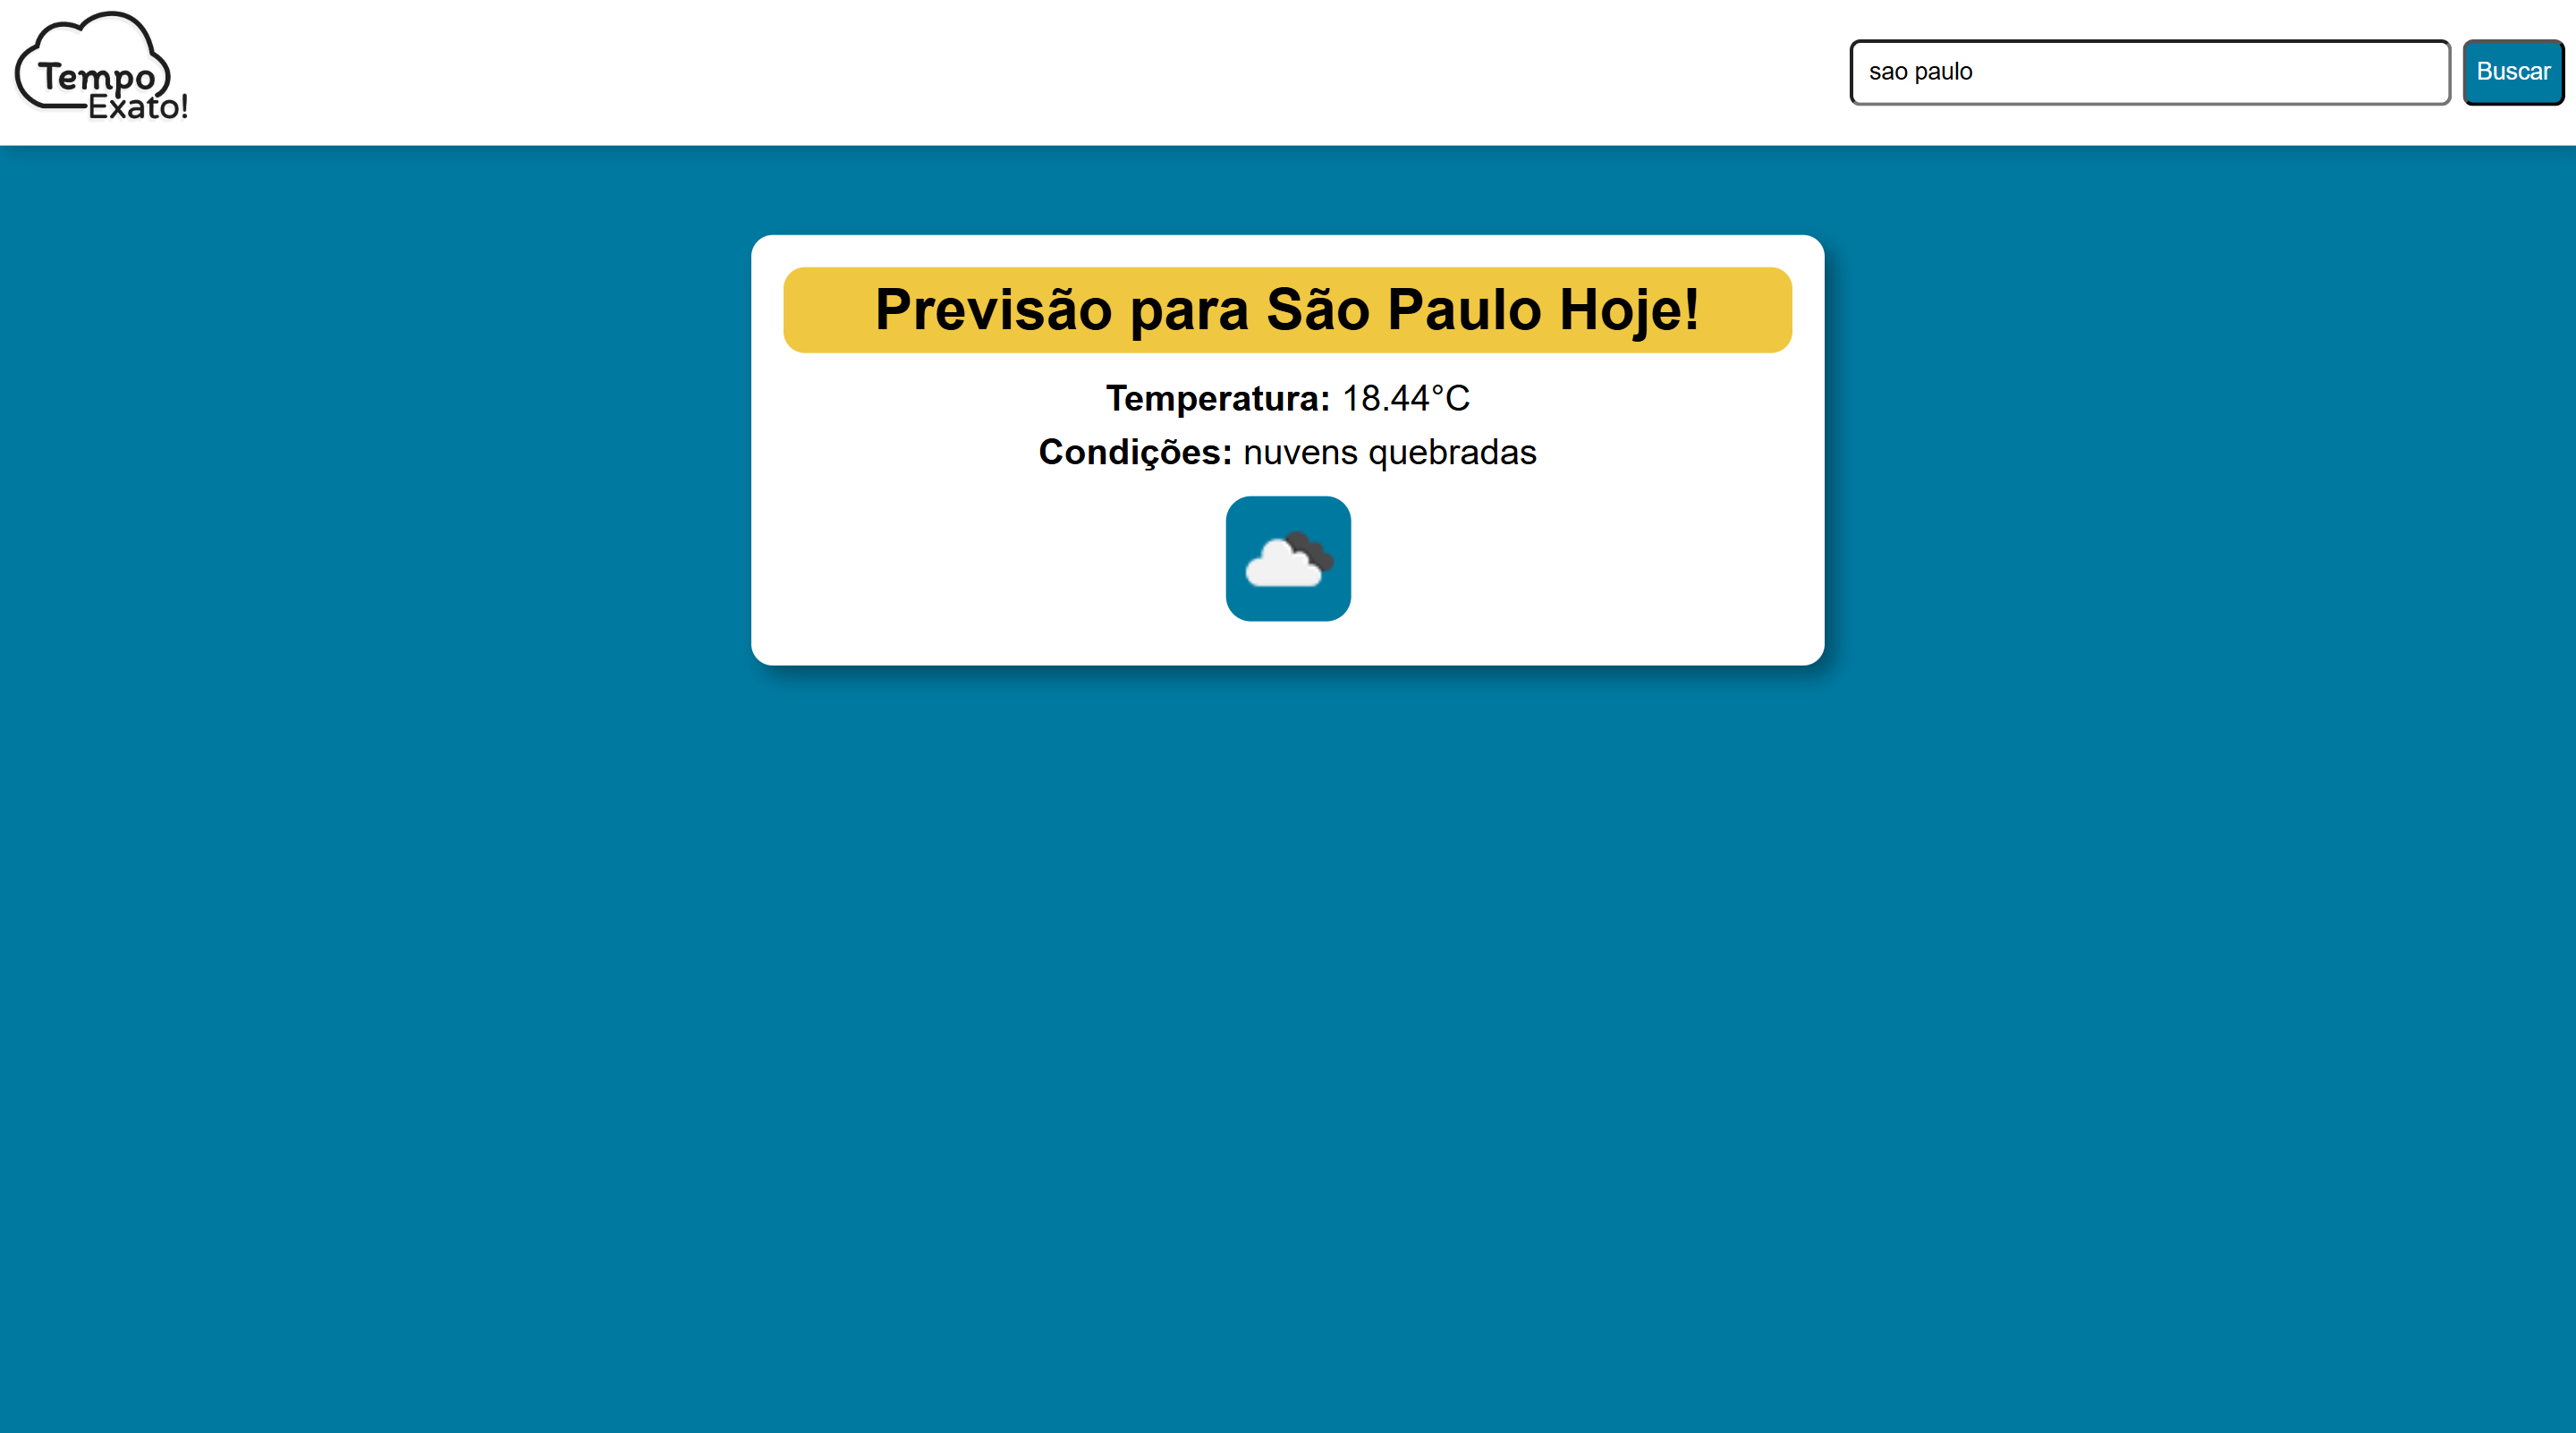 Tempo
Exato!
sao paulo
Buscar
Previsão para São Paulo Hoje!
Temperatura: 18.44°C
Condições: nuvens quebradas